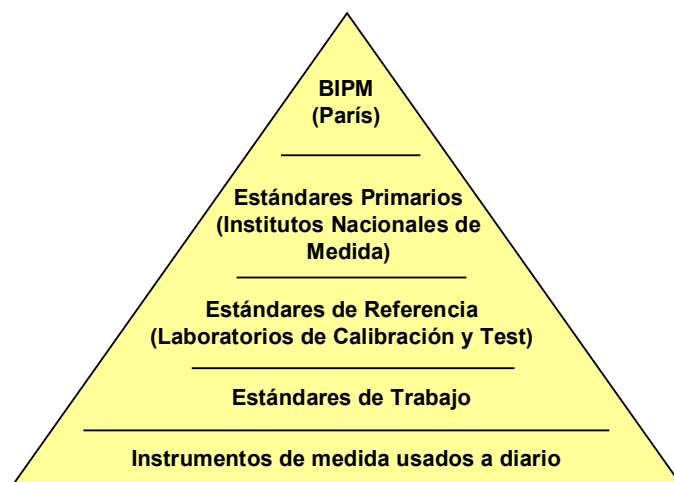 BIPM
(París)
Estándares Primarios
(Institutos Nacionales de
Medida)
Estándares de Referencia
(Laboratorios de Calibración y Test)
Estándares de Trabajo
Instrumentos de medida usados a diario